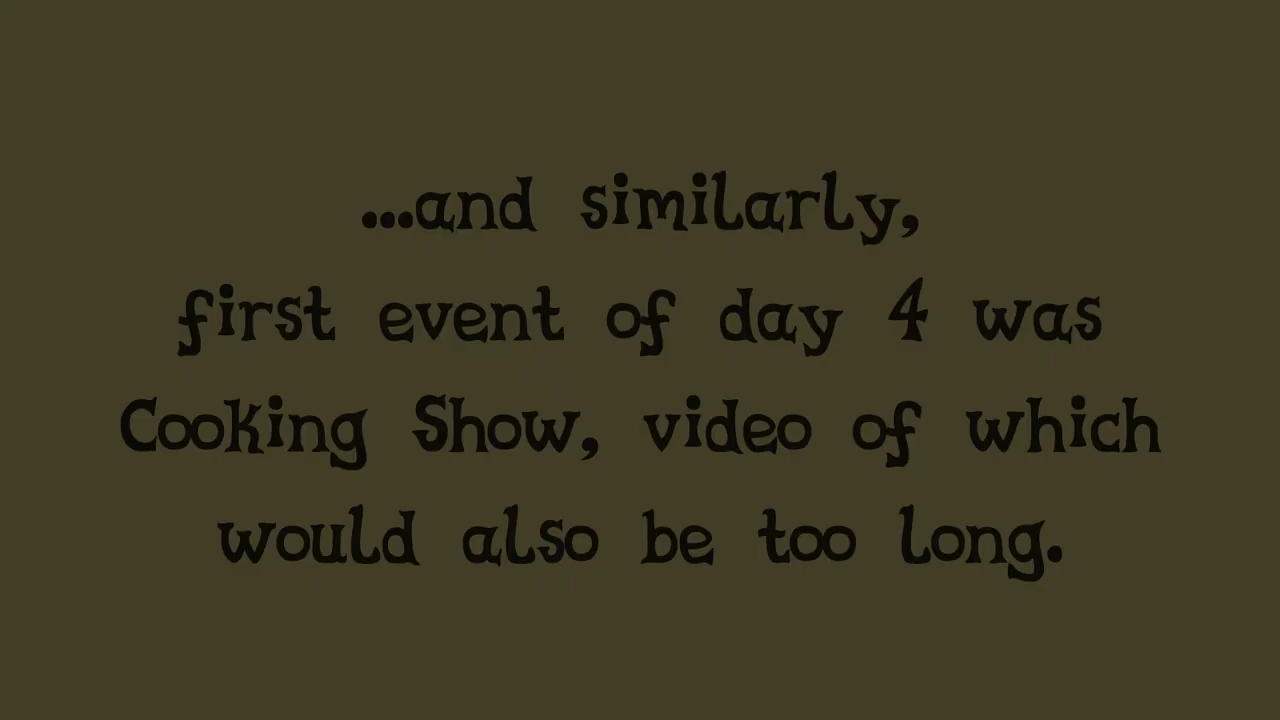 ...and similarly,
first event of day 4 was
Cooking Show, video of which
would also be too long.